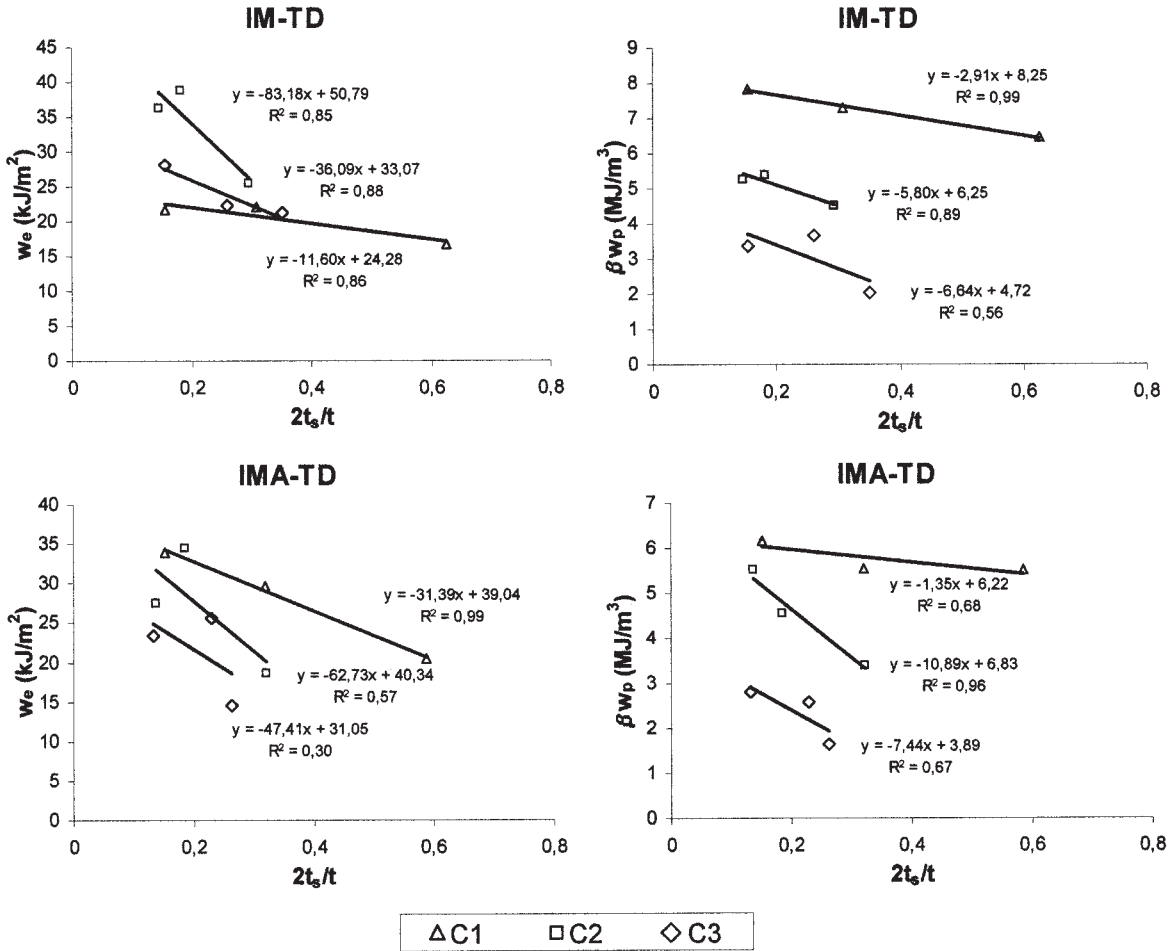 IM-TD
45
40
35
30
25
20
15
10
5
0
we (kJ/m²)
y = -83,18x + 50,79
R² = 0,85
y = -36,09x + 33,07
R² = 0,88
y = -11,60x + 24,28
R² = 0,86
0 0,2 0,4 0,6 0,8
2ts/t
IM-TD
9
8
7
6
5
4
3
2
1
0
β wp (MJ/m³)
y = -2,91x + 8,25
R² = 0,99
y = -5,80x + 6,25
R² = 0,89
y = -6,64x + 4,72
R² = 0,56
0 0,2 0,4 0,6 0,8
2ts/t
IMA-TD
40
35
30
25
20
15
10
5
0
we (kJ/m²)
y = -31,39x + 39,04
R² = 0,99
y = -62,73x + 40,34
R² = 0,57
y = -47,41x + 31,05
R² = 0,30
0 0,2 0,4 0,6 0,8
2ts/t
IMA-TD
7
6
5
4
3
2
1
0
β wp (MJ/m³)
y = -1,35x + 6,22
R² = 0,68
y = -10,89x + 6,83
R² = 0,96
y = -7,44x + 3,89
R² = 0,67
0 0,2 0,4 0,6 0,8
2ts/t
C1 C2 C3